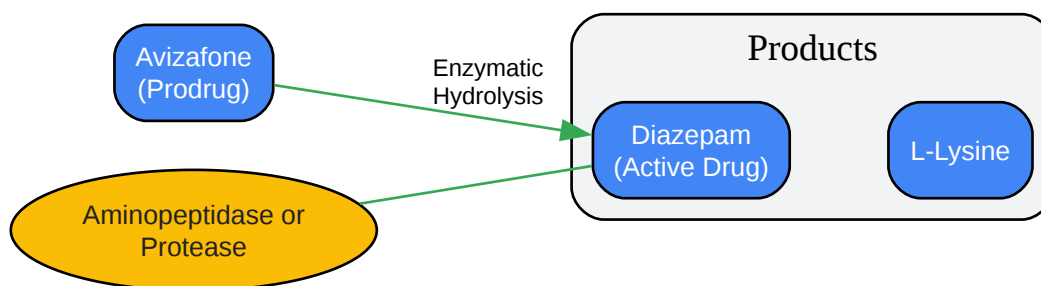 Avizafone
(Prodrug)
Enzymatic
Hydrolysis
Products
Diazepam
(Active Drug)
L-Lysine
Aminopeptidase or
Protease